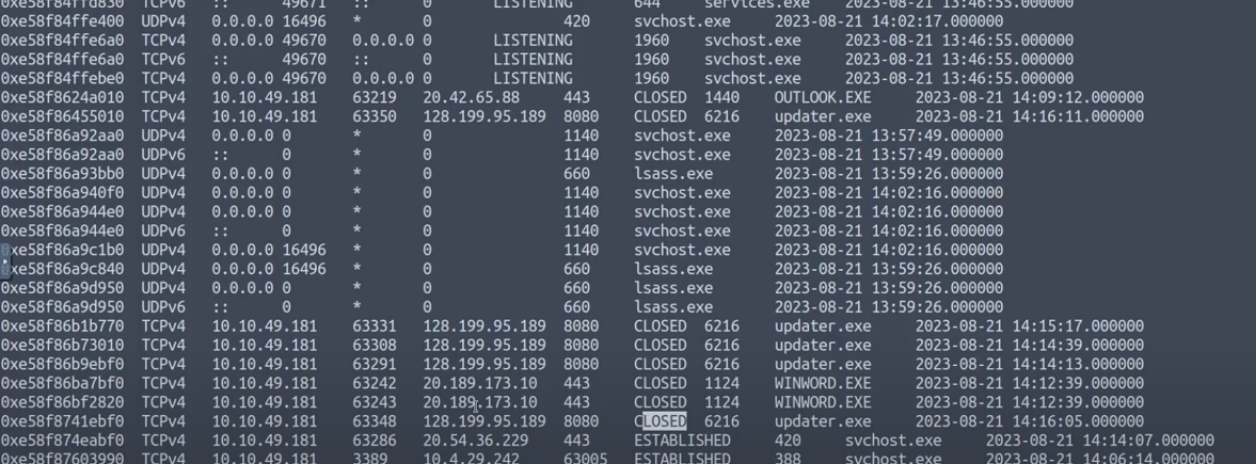 0xe58f84ffd830 TCPv6 :: 49671 :: 0 LISTENING 644 services.exe 2023-08-21 13:46:55.000000
0xe58f84ffe400 UDPv4 0.0.0.0 16496 * 0 420 svchost.exe 2023-08-21 14:02:17.000000
0xe58f84ffe6a0 TCPv4 0.0.0.0 49670 0.0.0.0 0 LISTENING 1960 svchost.exe 2023-08-21 13:46:55.000000
0xe58f84ffe6a0 TCPv6 :: 49670 :: 0 LISTENING 1960 svchost.exe 2023-08-21 13:46:55.000000
0xe58f84ffebe0 TCPv4 0.0.0.0 49670 0.0.0.0 0 LISTENING 1960 svchost.exe 2023-08-21 13:46:55.000000
0xe58f8624a010 TCPv4 10.10.49.181 63219 20.42.65.88 443 CLOSED 1440 OUTLOOK.EXE 2023-08-21 14:09:12.000000
0xe58f86455010 TCPv4 10.10.49.181 63350 128.199.95.189 8080 CLOSED 6216 updater.exe 2023-08-21 14:16:11.000000
0xe58f86a92aa0 UDPv4 0.0.0.0 0 * 0 1140 svchost.exe 2023-08-21 13:57:49.000000
0xe58f86a92aa0 UDPv6 :: 0 * 0 1140 svchost.exe 2023-08-21 13:57:49.000000
0xe58f86a93bb0 UDPv4 0.0.0.0 0 * 0 660 lsass.exe 2023-08-21 13:59:26.000000
0xe58f86a940f0 UDPv4 0.0.0.0 0 * 0 1140 svchost.exe 2023-08-21 14:02:16.000000
0xe58f86a944e0 UDPv4 0.0.0.0 0 * 0 1140 svchost.exe 2023-08-21 14:02:16.000000
0xe58f86a944e0 UDPv6 :: 0 * 0 1140 svchost.exe 2023-08-21 14:02:16.000000
xe58f86a9c1b0 UDPv4 0.0.0.0 16496 * 0 1140 svchost.exe 2023-08-21 14:02:16.000000
xe58f86a9c840 UDPv4 0.0.0.0 16496 * 0 660 lsass.exe 2023-08-21 13:59:26.000000
0xe58f86a9d950 UDPv4 0.0.0.0 0 * 0 660 lsass.exe 2023-08-21 13:59:26.000000
0xe58f86a9d950 UDPv6 :: 0 * 0 660 lsass.exe 2023-08-21 13:59:26.000000
0xe58f86b1b770 TCPv4 10.10.49.181 63331 128.199.95.189 8080 CLOSED 6216 updater.exe 2023-08-21 14:15:17.000000
0xe58f86b73010 TCPv4 10.10.49.181 63308 128.199.95.189 8080 CLOSED 6216 updater.exe 2023-08-21 14:14:39.000000
0xe58f86b9ebf0 TCPv4 10.10.49.181 63291 128.199.95.189 8080 CLOSED 6216 updater.exe 2023-08-21 14:14:13.000000
0xe58f86ba7bf0 TCPv4 10.10.49.181 63242 20.189.173.10 443 CLOSED 1124 WINWORD.EXE 2023-08-21 14:12:39.000000
0xe58f86bf2820 TCPv4 10.10.49.181 63243 20.189.173.10 443 CLOSED 1124 WINWORD.EXE 2023-08-21 14:12:39.000000
0xe58f8741ebf0 TCPv4 10.10.49.181 63348 128.199.95.189 8080 CLOSED 6216 updater.exe 2023-08-21 14:16:05.000000
0xe58f874eabf0 TCPv4 10.10.49.181 63286 20.54.36.229 443 ESTABLISHED 420 svchost.exe 2023-08-21 14:14:07.000000
0xe58f87603990 TCPv4 10.10.49.181 3389 10.4.29.242 63005 ESTABLISHED 388 svchost.exe 2023-08-21 14:06:14.000000